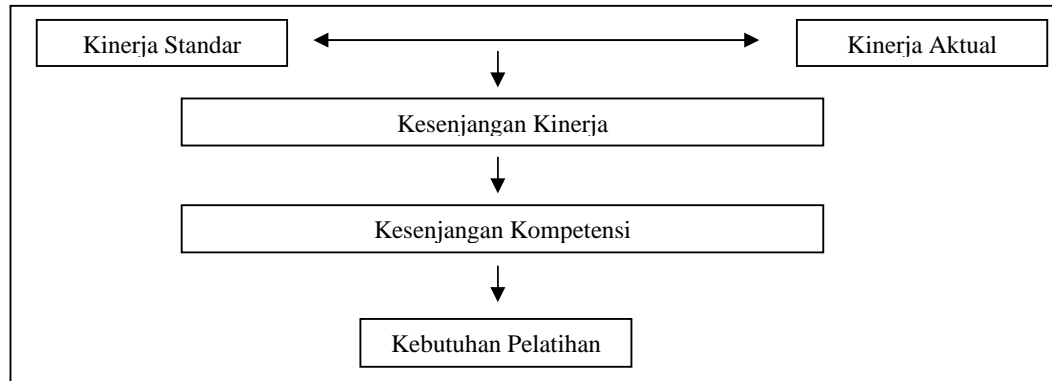 Kinerja Standar
Kinerja Aktual
Kesenjangan Kinerja
Kesenjangan Kompetensi
Kebutuhan Pelatihan